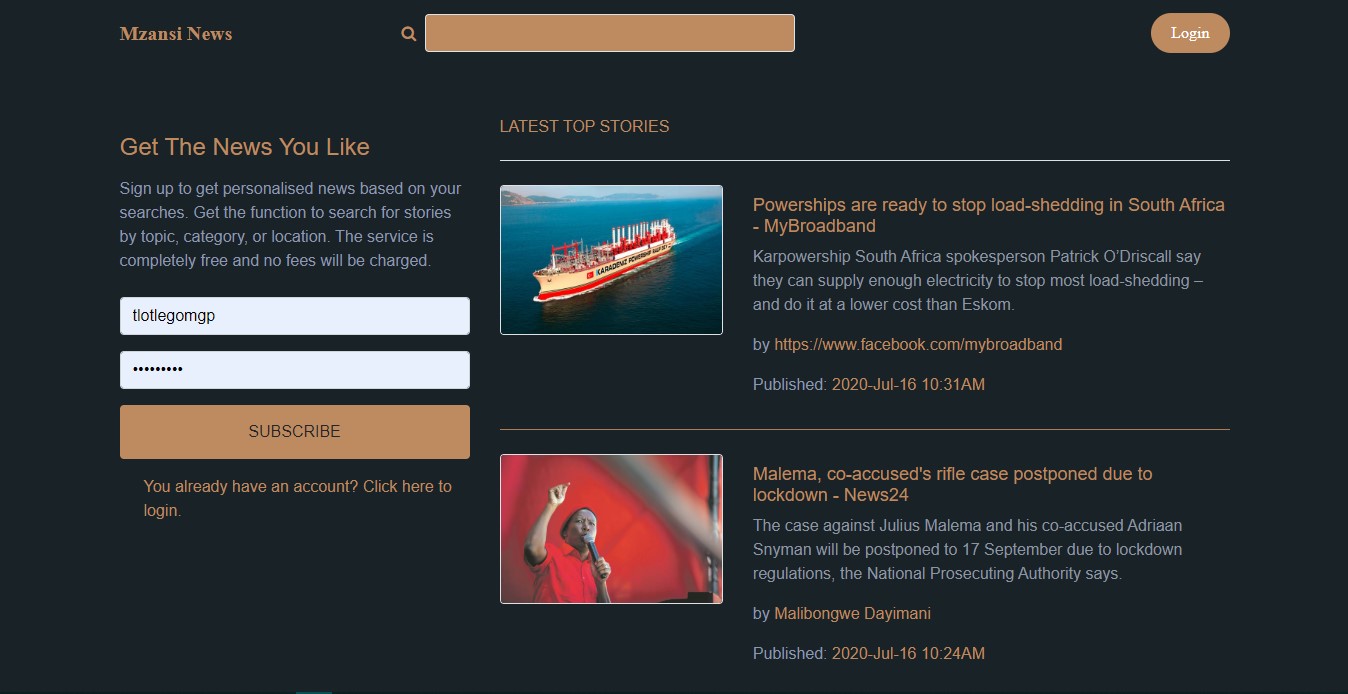 Mzansi News
Login
Get The News You Like
Sign up to get personalised news based on your
searches. Get the function to search for stories
by topic, category, or location. The service is
completely free and no fees will be charged.
tlotlegomgp
•••••••••
SUBSCRIBE
You already have an account? Click here to
login.
LATEST TOP STORIES
KARADENIZ POWERSHIP
Powerships are ready to stop load-shedding in South Africa
- MyBroadband
Karpowership South Africa spokesperson Patrick O’Driscall say
they can supply enough electricity to stop most load-shedding –
and do it at a lower cost than Eskom.
by https://www.facebook.com/mybroadband
Published: 2020-Jul-16 10:31AM
Malema, co-accused's rifle case postponed due to
lockdown - News24
The case against Julius Malema and his co-accused Adriaan
Snyman will be postponed to 17 September due to lockdown
regulations, the National Prosecuting Authority says.
by Malibongwe Dayimani
Published: 2020-Jul-16 10:24AM